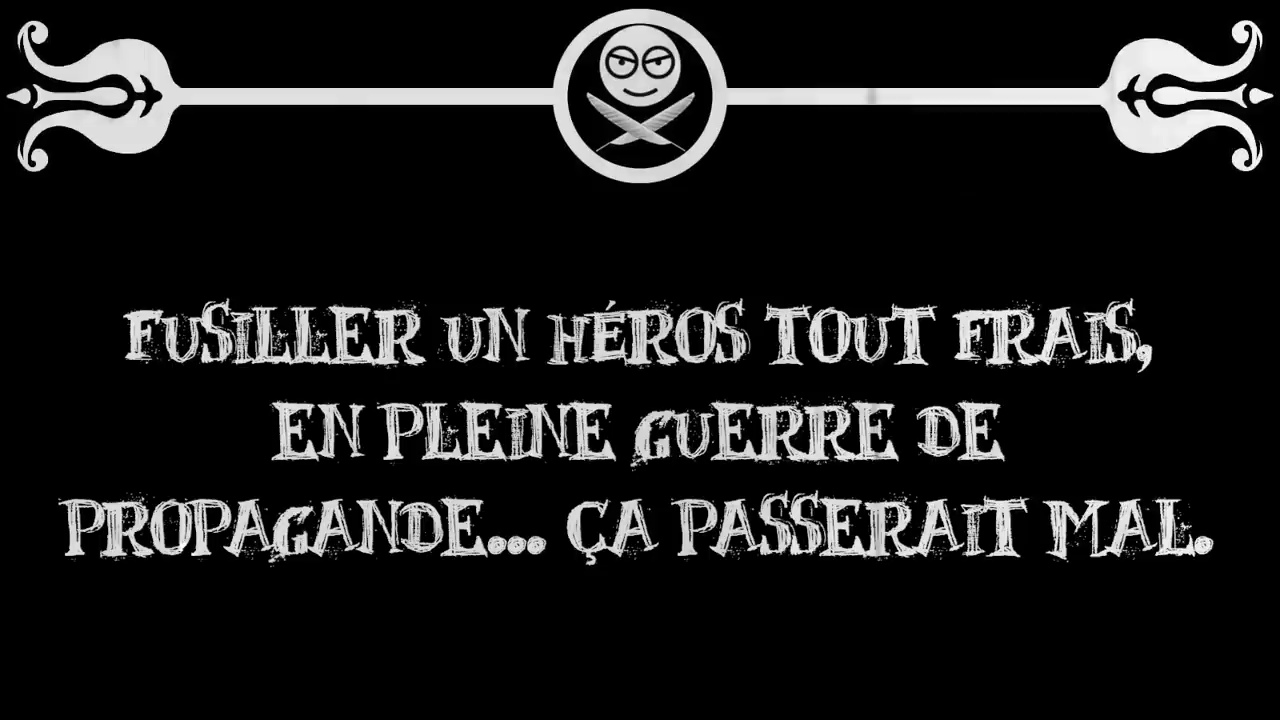 FUSILLER UN HÉROS TOUT FRAIS,
EN PLEINE GUERRE DE
PROPAGANDE... ÇA PASSERAIT MAL.